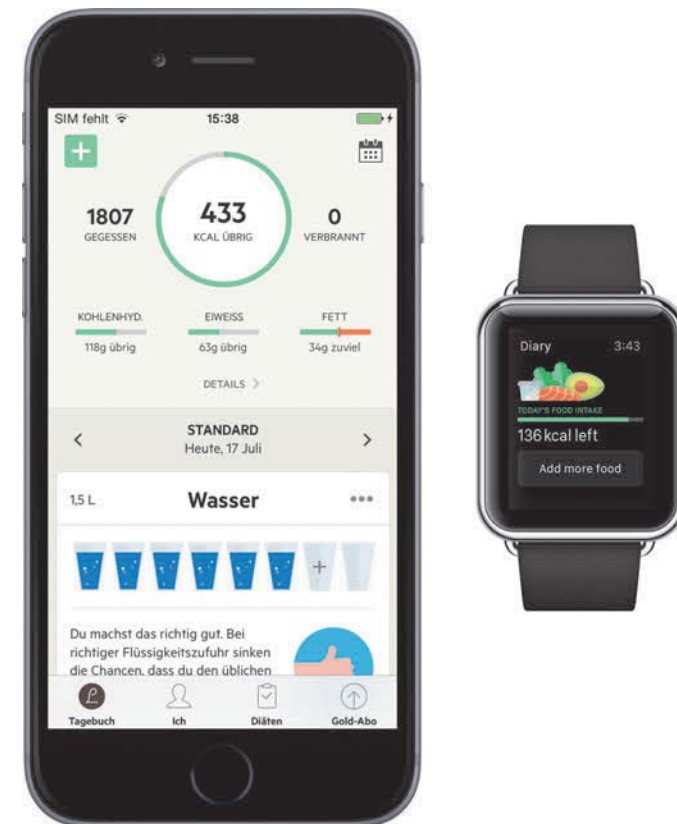 SIM fehlt 15:38
+
1807 433 0
GEGESSEN KCAL ÜBRIG VERBRANNT
KOHLENHYD. EIWEISS FETT
118g übrig 63g übrig 34g zuviel
DETAILS >
< STANDARD >
Heute, 17 Juli
1,5 L Wasser •••
+
Du machst das richtig gut. Bei
richtiger Flüssigkeitszufuhr sinken
die Chancen, dass du den üblichen
Tagebuch Ich Diäten Gold-Abo
Diary 3:43
TODAY'S FOOD INTAKE
136 kcal left
Add more food